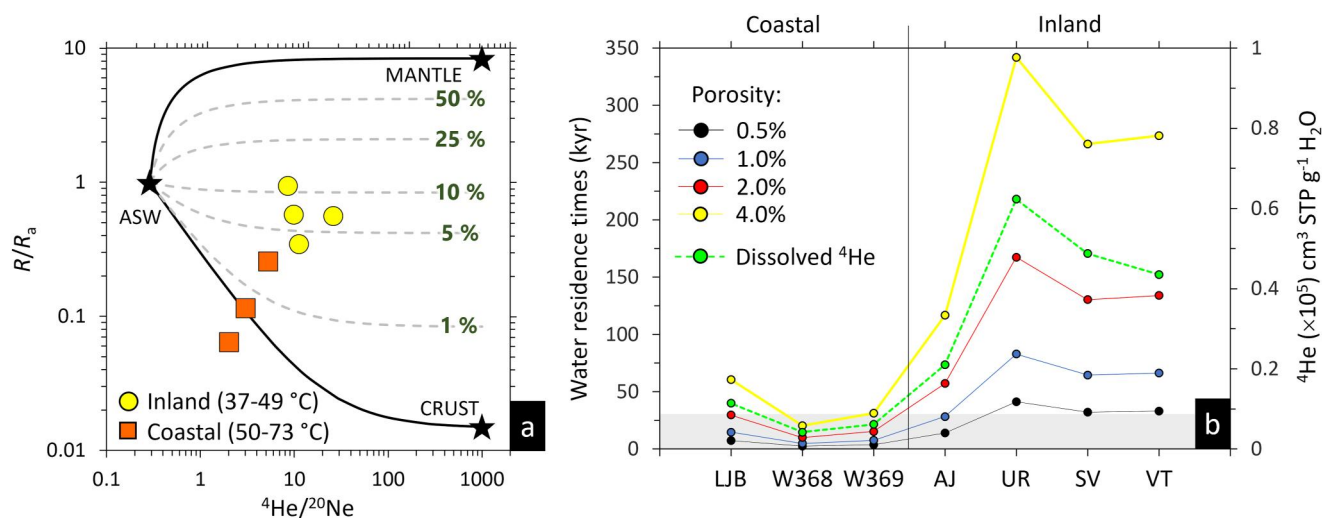 10
1
0.1
0.01
R/Ra
0.1
1
10
100
1000
⁴He/²⁰Ne
MANTLE
50 %
25 %
10 %
5 %
1 %
ASW
CRUST
Inland (37-49 °C)
Coastal (50-73 °C)
a
Coastal
Inland
350
300
250
200
150
100
50
0
Water residence times (kyr)
Porosity:
0.5%
1.0%
2.0%
4.0%
Dissolved ⁴He
1
0.8
0.6
0.4
0.2
0
⁴He (×10⁵) cm³ STP g⁻¹ H₂O
LJB
W368
W369
AJ
UR
SV
VT
b